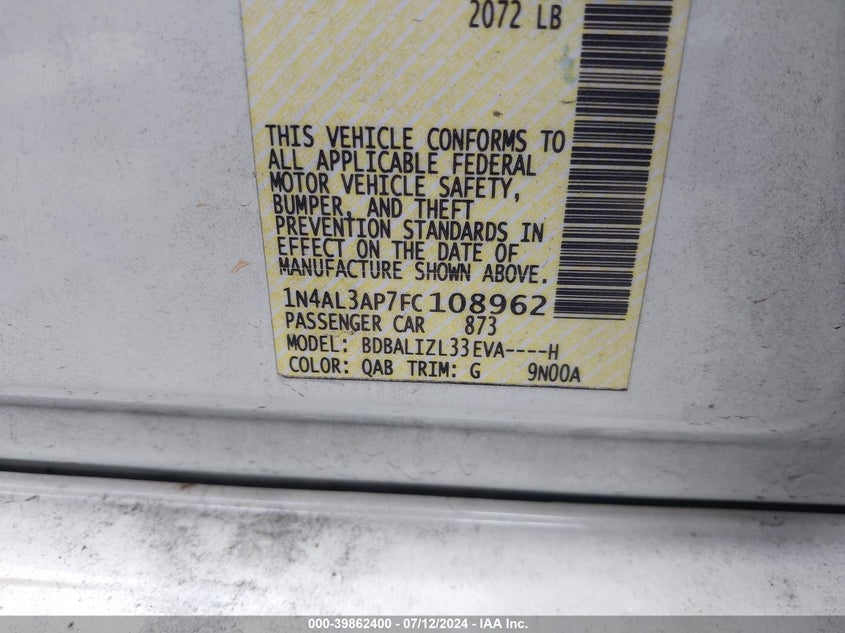 2072 LB
THIS VEHICLE CONFORMS TO
ALL APPLICABLE FEDERAL
MOTOR VEHICLE SAFETY,
BUMPER, AND THEFT
PREVENTION STANDARDS IN
EFFECT ON THE DATE OF
MANUFACTURE SHOWN ABOVE.
1N4AL3AP7FC108962
PASSENGER CAR 873
MODEL: BDBALIZL33EVA----H
COLOR: QAB TRIM: G 9N00A
000-39862400 - 07/12/2024 - IAA Inc.